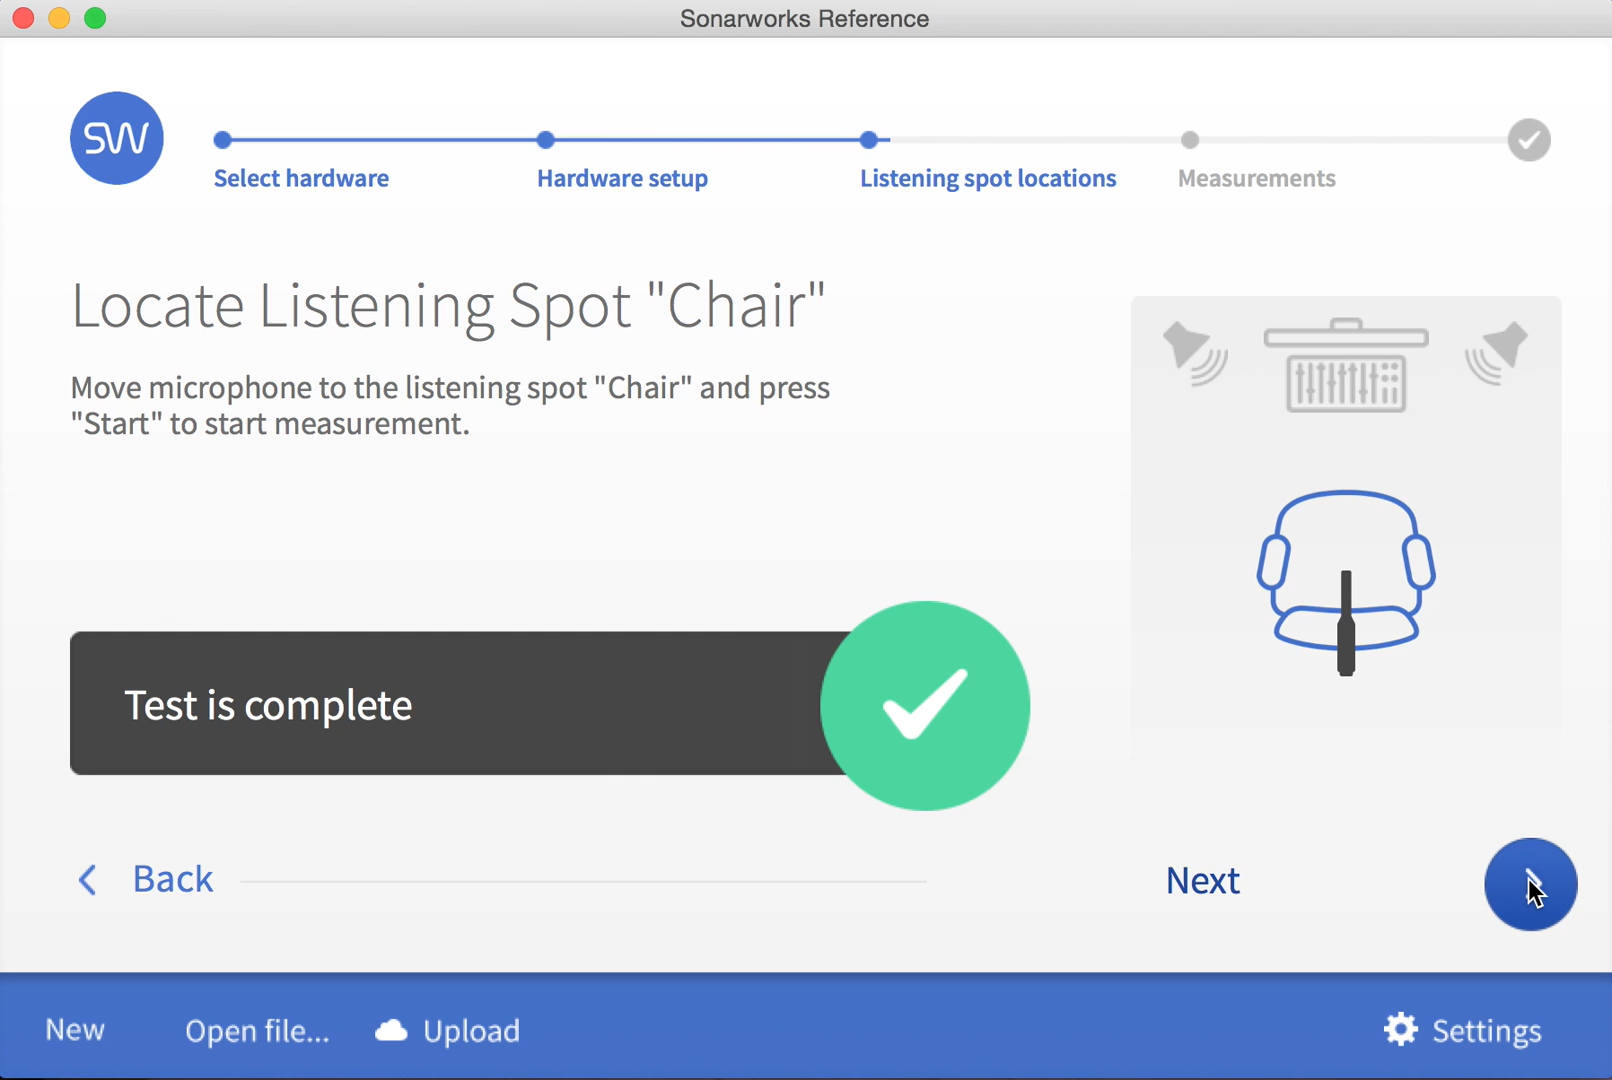 Sonarworks Reference
SW
Select hardware
Hardware setup
Listening spot locations
Measurements
Locate Listening Spot "Chair"
Move microphone to the listening spot "Chair" and press
"Start" to start measurement.
Test is complete
Back
Next
New
Open file...
Upload
Settings